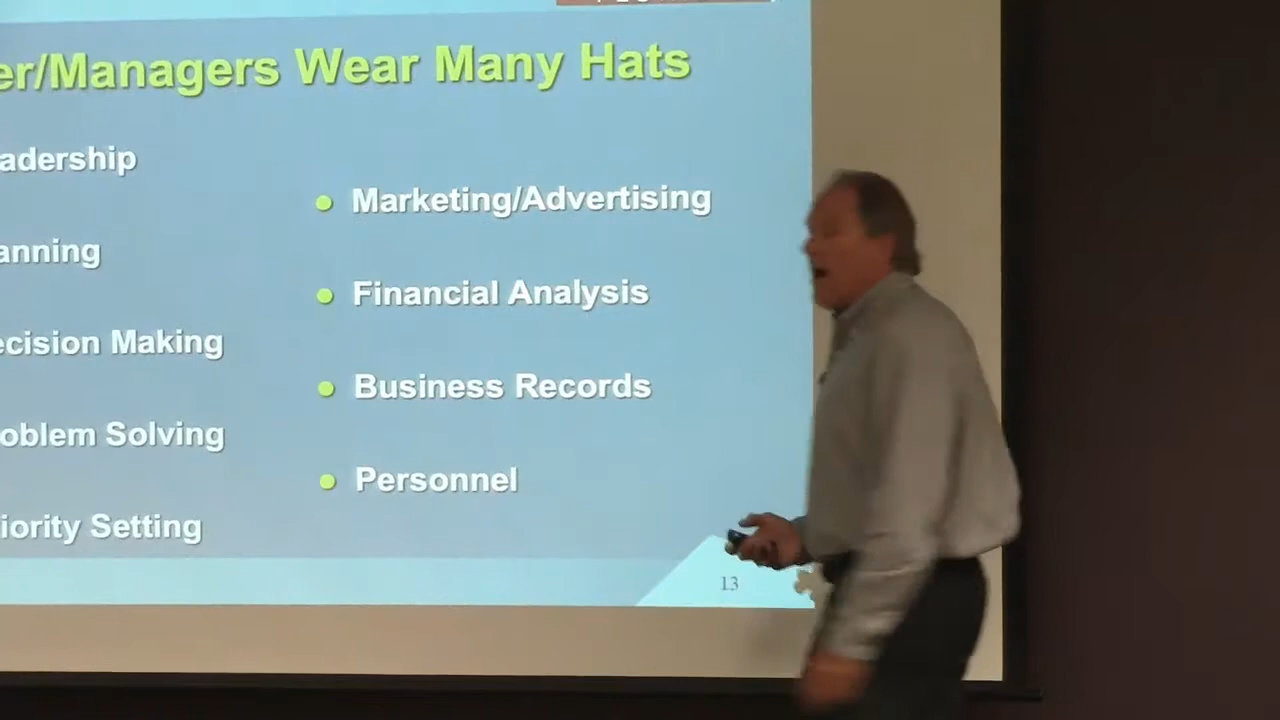 er/Managers Wear Many Hats
adership
anning
ecision Making
oblem Solving
iority Setting
Marketing/Advertising
Financial Analysis
Business Records
Personnel
13